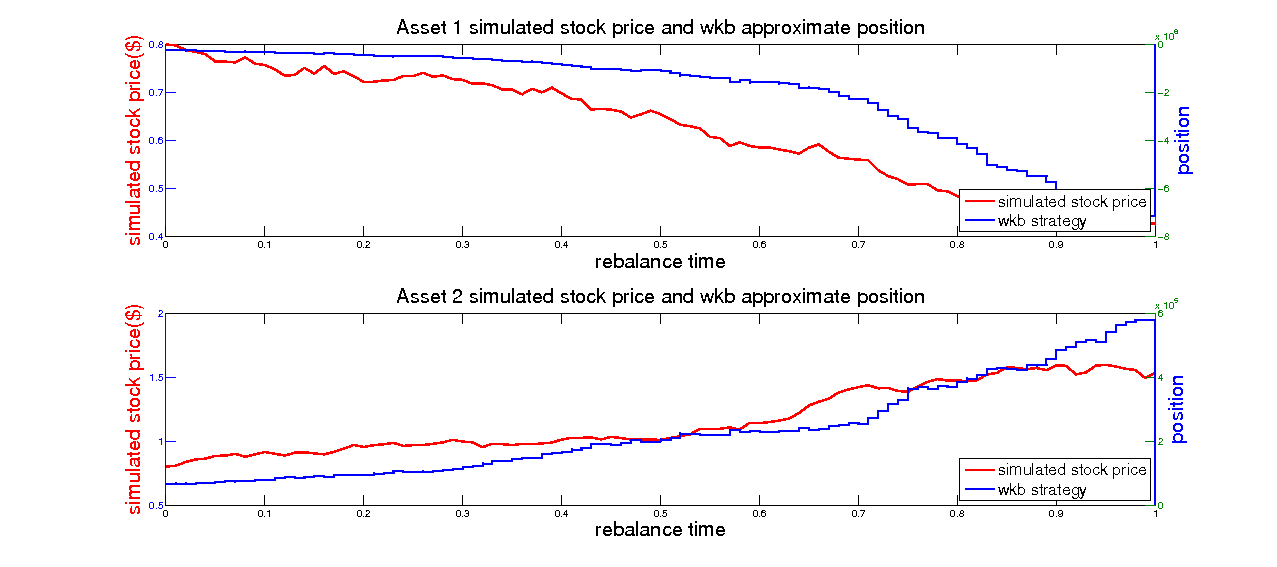 Asset 1 simulated stock price and wkb approximate position
simulated stock price($)
0.8
0.7
0.6
0.5
0.4
0
-2
-4
-6
-8
position
simulated stock price
wkb strategy
0 0.1 0.2 0.3 0.4 0.5 0.6 0.7 0.8 0.9 1
rebalance time
Asset 2 simulated stock price and wkb approximate position
simulated stock price($)
2
1.5
1
0.5
6
4
2
0
position
simulated stock price
wkb strategy
0 0.1 0.2 0.3 0.4 0.5 0.6 0.7 0.8 0.9 1
rebalance time